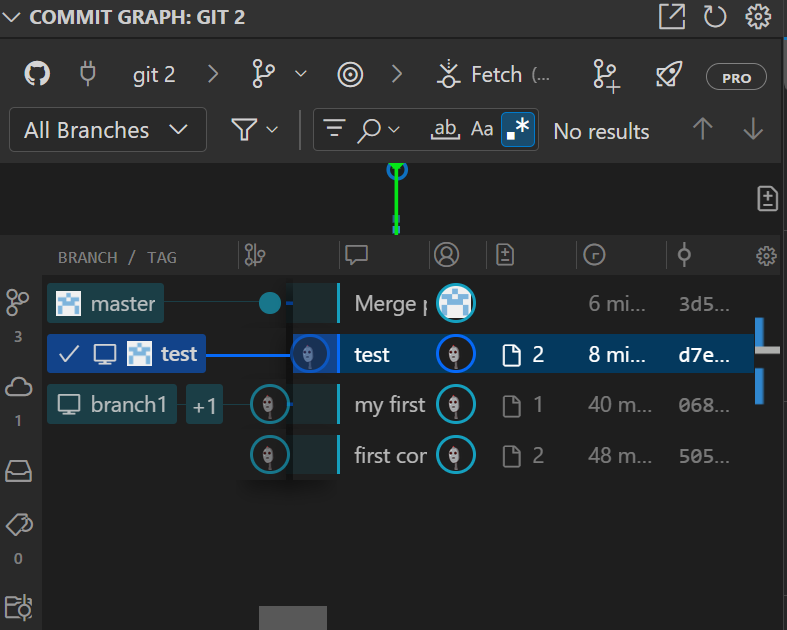 COMMIT GRAPH: GIT 2
git 2 Fetch (... PRO
All Branches ab Aa .* No results
BRANCH / TAG
master Merge p 6 mi... 3d5...
3
test test 2 8 mi... d7e...
1
branch1 +1 my first 1 40 m... 068...
first cor 2 48 m... 505...
0